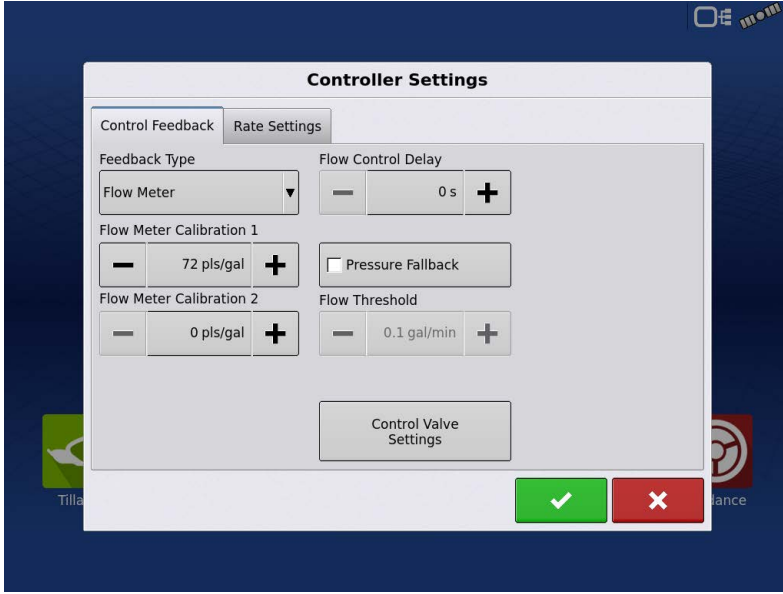 Controller Settings
Control Feedback
Rate Settings
Feedback Type
Flow Control Delay
Flow Meter
0 s
Flow Meter Calibration 1
72 pls/gal
Pressure Fallback
Flow Meter Calibration 2
Flow Threshold
0 pls/gal
0.1 gal/min
Control Valve
Settings
Tilla
dance